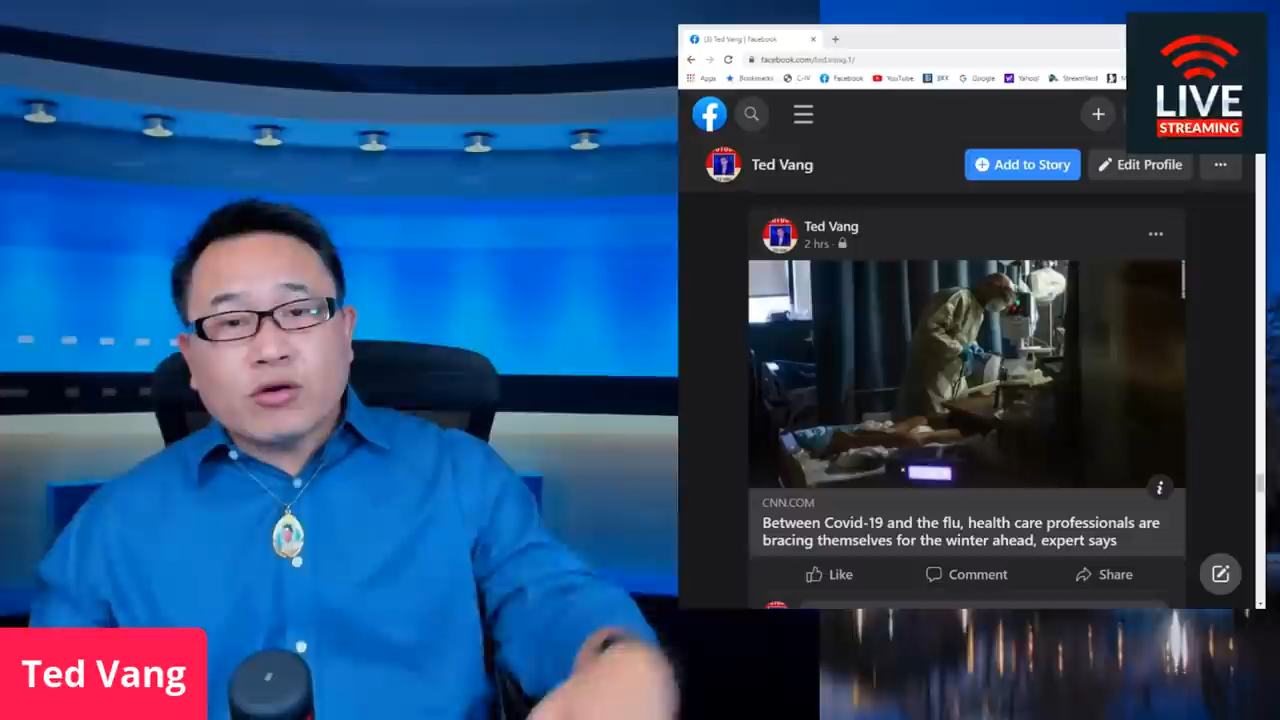 (3) Ted Vang | Facebook
facebook.com/ted.vang.1/
Apps
Bookmarks
Facebook
YouTube
Google
Yahoo!
StreamYard
LIVE
STREAMING
Ted Vang
Add to Story
Edit Profile
Ted Vang
2 hrs
CNN.COM
Between Covid-19 and the flu, health care professionals are
bracing themselves for the winter ahead, expert says
Like
Comment
Share
Ted Vang